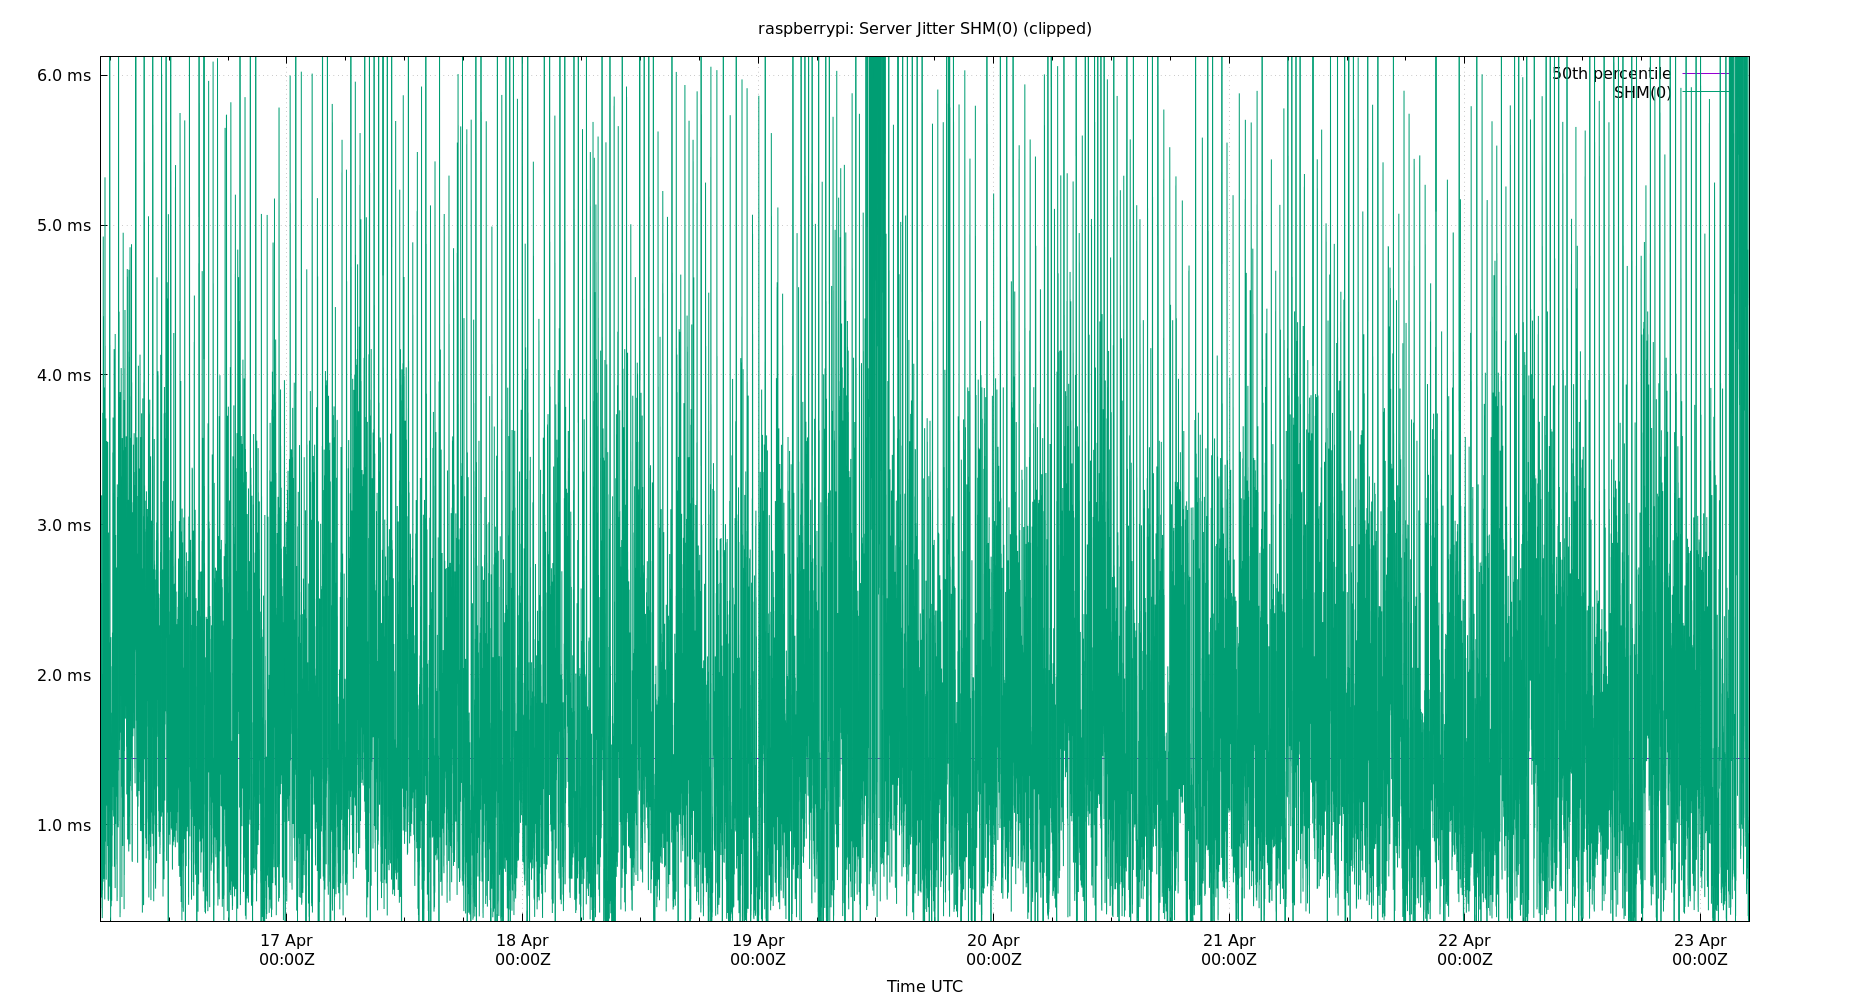 raspberrypi: Server Jitter SHM(0) (clipped)
6.0 ms
5.0 ms
4.0 ms
3.0 ms
2.0 ms
1.0 ms
50th percentile
SHM(0)
17 Apr
00:00Z
18 Apr
00:00Z
19 Apr
00:00Z
20 Apr
00:00Z
21 Apr
00:00Z
22 Apr
00:00Z
23 Apr
00:00Z
Time UTC